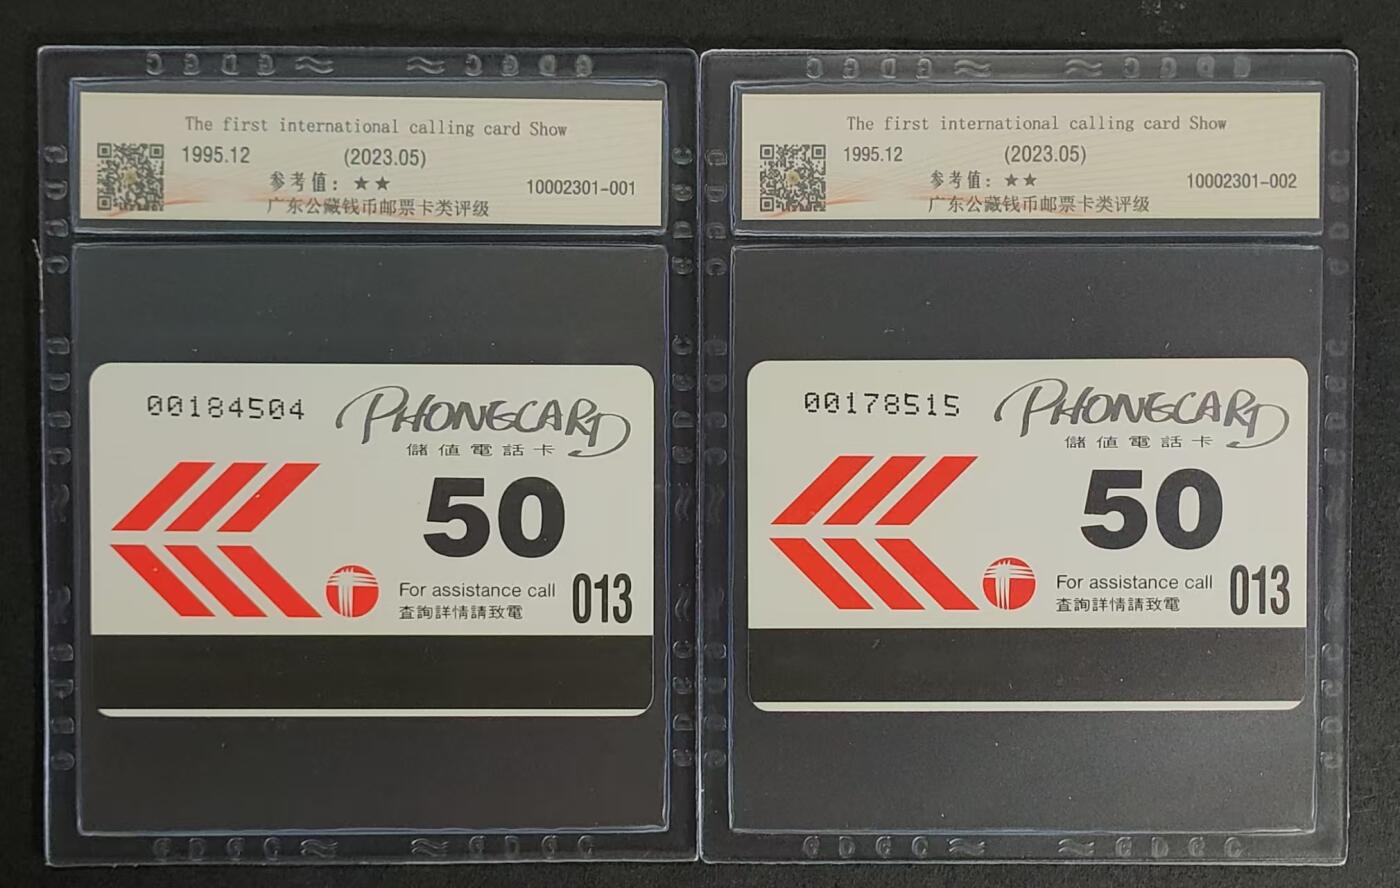 The first international calling card Show
1995.12 (2023.05)
参考值：★★ 10002301-001
广东公藏钱币邮票卡类评级
00184504
PHONECARD
儲值電話卡
50
For assistance call 013
查詢詳情請致電
The first international calling card Show
1995.12 (2023.05)
参考值：★★ 10002301-002
广东公藏钱币邮票卡类评级
00178515
PHONECARD
儲值電話卡
50
For assistance call 013
查詢詳情請致電